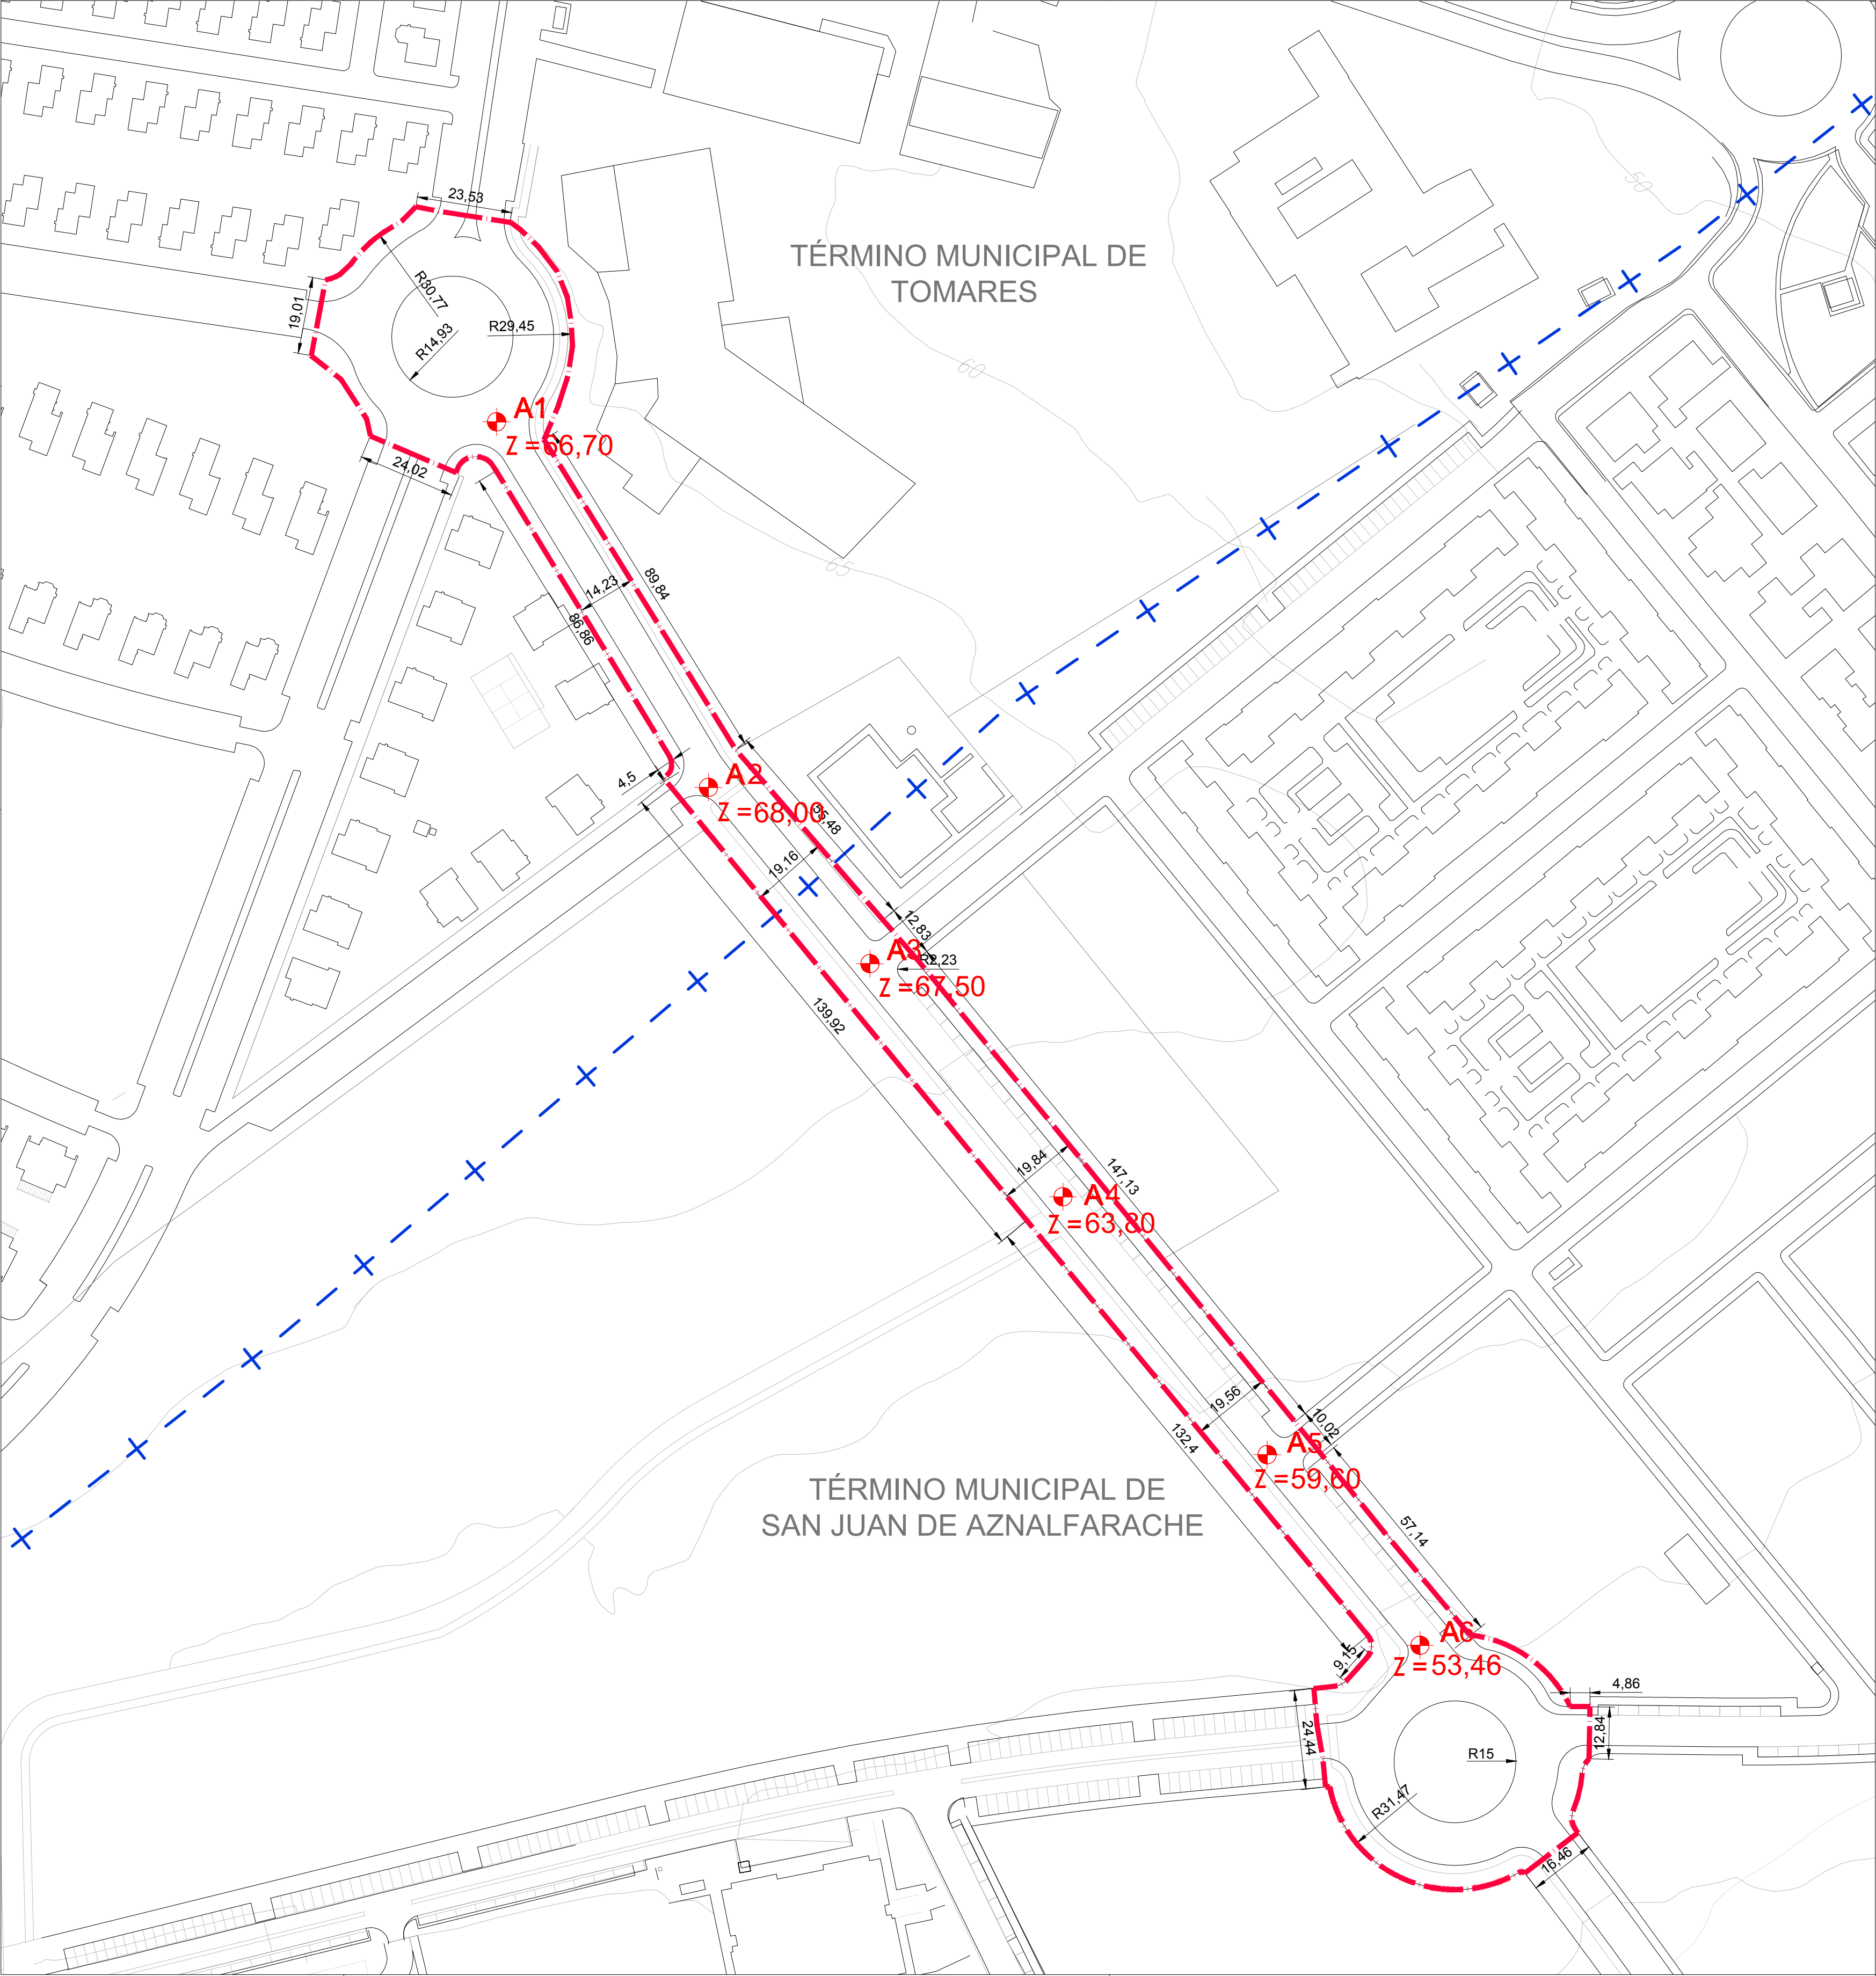 23,53
TÉRMINO MUNICIPAL DE
TOMARES
R30,77
19,01
R29,45
R14,93
A1
Z =66,70
24,02
89,84
14,23
86,86
A2
4,5
Z =68,00
55,48
19,16
12,83
A3
R2,23
Z =67,50
139,92
19,84
147,13
A4
Z =63,80
19,56
10,02
132,4
A5
Z =59,60
TÉRMINO MUNICIPAL DE
SAN JUAN DE AZNALFARACHE
57,14
A6
9,15
Z =53,46
4,86
24,44
12,84
R15
R31,47
16,46